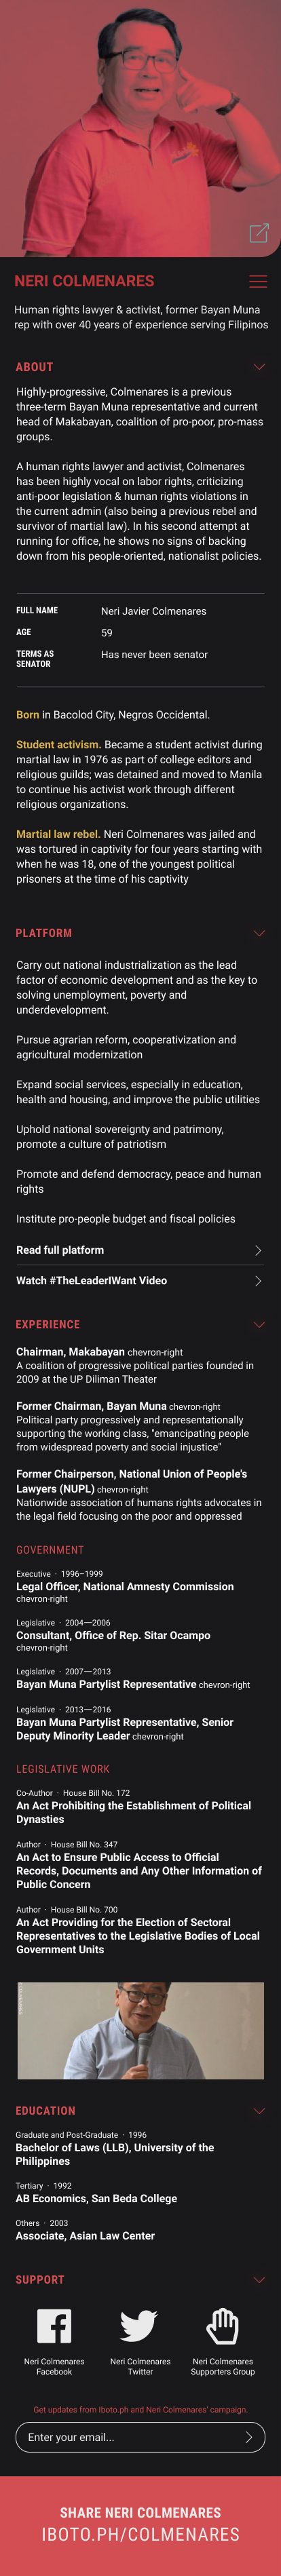 NERI COLMENARES
Human rights lawyer & activist, former Bayan Muna
rep with over 40 years of experience serving Filipinos
ABOUT
Highly-progressive, Colmenares is a previous
three-term Bayan Muna representative and current
head of Makabayan, coalition of pro-poor, pro-mass
groups.
A human rights lawyer and activist, Colmenares
has been highly vocal on labor rights, criticizing
anti-poor legislation & human rights violations in
the current admin (also being a previous rebel and
survivor of martial law). In his second attempt at
running for office, he shows no signs of backing
down from his people-oriented, nationalist policies.
FULL NAME Neri Javier Colmenares
AGE 59
TERMS AS Has never been senator
SENATOR
Born in Bacolod City, Negros Occidental.
Student activism. Became a student activist during
martial law in 1976 as part of college editors and
religious guilds; was detained and moved to Manila
to continue his activist work through different
religious organizations.
Martial law rebel. Neri Colmenares was jailed and
was tortured in captivity for four years starting with
when he was 18, one of the youngest political
prisoners at the time of his captivity
PLATFORM
Carry out national industrialization as the lead
factor of economic development and as the key to
solving unemployment, poverty and
underdevelopment.
Pursue agrarian reform, cooperativization and
agricultural modernization
Expand social services, especially in education,
health and housing, and improve the public utilities
Uphold national sovereignty and patrimony,
promote a culture of patriotism
Promote and defend democracy, peace and human
rights
Institute pro-people budget and fiscal policies
Read full platform
Watch #TheLeaderIWant Video
EXPERIENCE
Chairman, Makabayan chevron-right
A coalition of progressive political parties founded in
2009 at the UP Diliman Theater
Former Chairman, Bayan Muna chevron-right
Political party progressively and representationally
supporting the working class, "emancipating people
from widespread poverty and social injustice"
Former Chairperson, National Union of People's
Lawyers (NUPL) chevron-right
Nationwide association of humans rights advocates in
the legal field focusing on the poor and oppressed
GOVERNMENT
Executive · 1996–1999
Legal Officer, National Amnesty Commission
chevron-right
Legislative · 2004—2006
Consultant, Office of Rep. Sitar Ocampo
chevron-right
Legislative · 2007—2013
Bayan Muna Partylist Representative chevron-right
Legislative · 2013—2016
Bayan Muna Partylist Representative, Senior
Deputy Minority Leader chevron-right
LEGISLATIVE WORK
Co-Author · House Bill No. 172
An Act Prohibiting the Establishment of Political
Dynasties
Author · House Bill No. 347
An Act to Ensure Public Access to Official
Records, Documents and Any Other Information of
Public Concern
Author · House Bill No. 700
An Act Providing for the Election of Sectoral
Representatives to the Legislative Bodies of Local
Government Units
EDUCATION
Graduate and Post-Graduate · 1996
Bachelor of Laws (LLB), University of the
Philippines
Tertiary · 1992
AB Economics, San Beda College
Others · 2003
Associate, Asian Law Center
SUPPORT
Neri Colmenares Neri Colmenares Neri Colmenares
Facebook Twitter Supporters Group
Get updates from Iboto.ph and Neri Colmenares' campaign.
Enter your email...
SHARE NERI COLMENARES
IBOTO.PH/COLMENARES